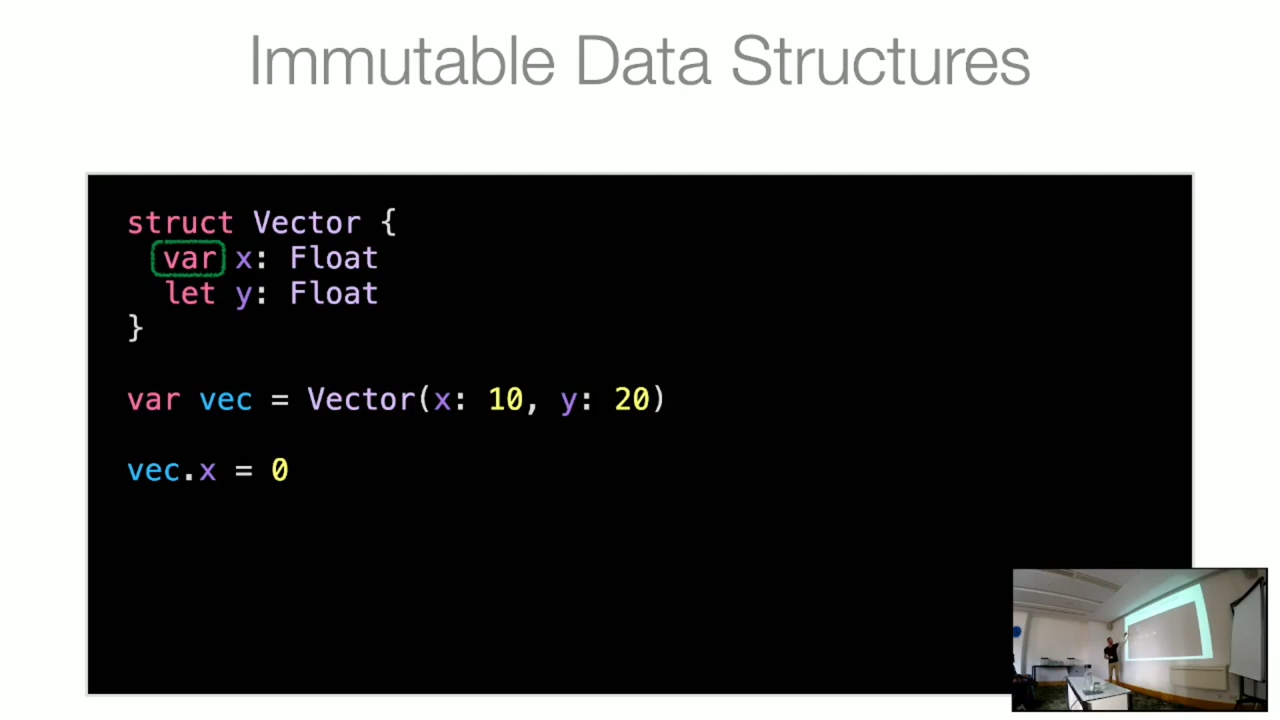 Immutable Data Structures
struct Vector {
var x: Float
let y: Float
}
var vec = Vector(x: 10, y: 20)
vec.x = 0